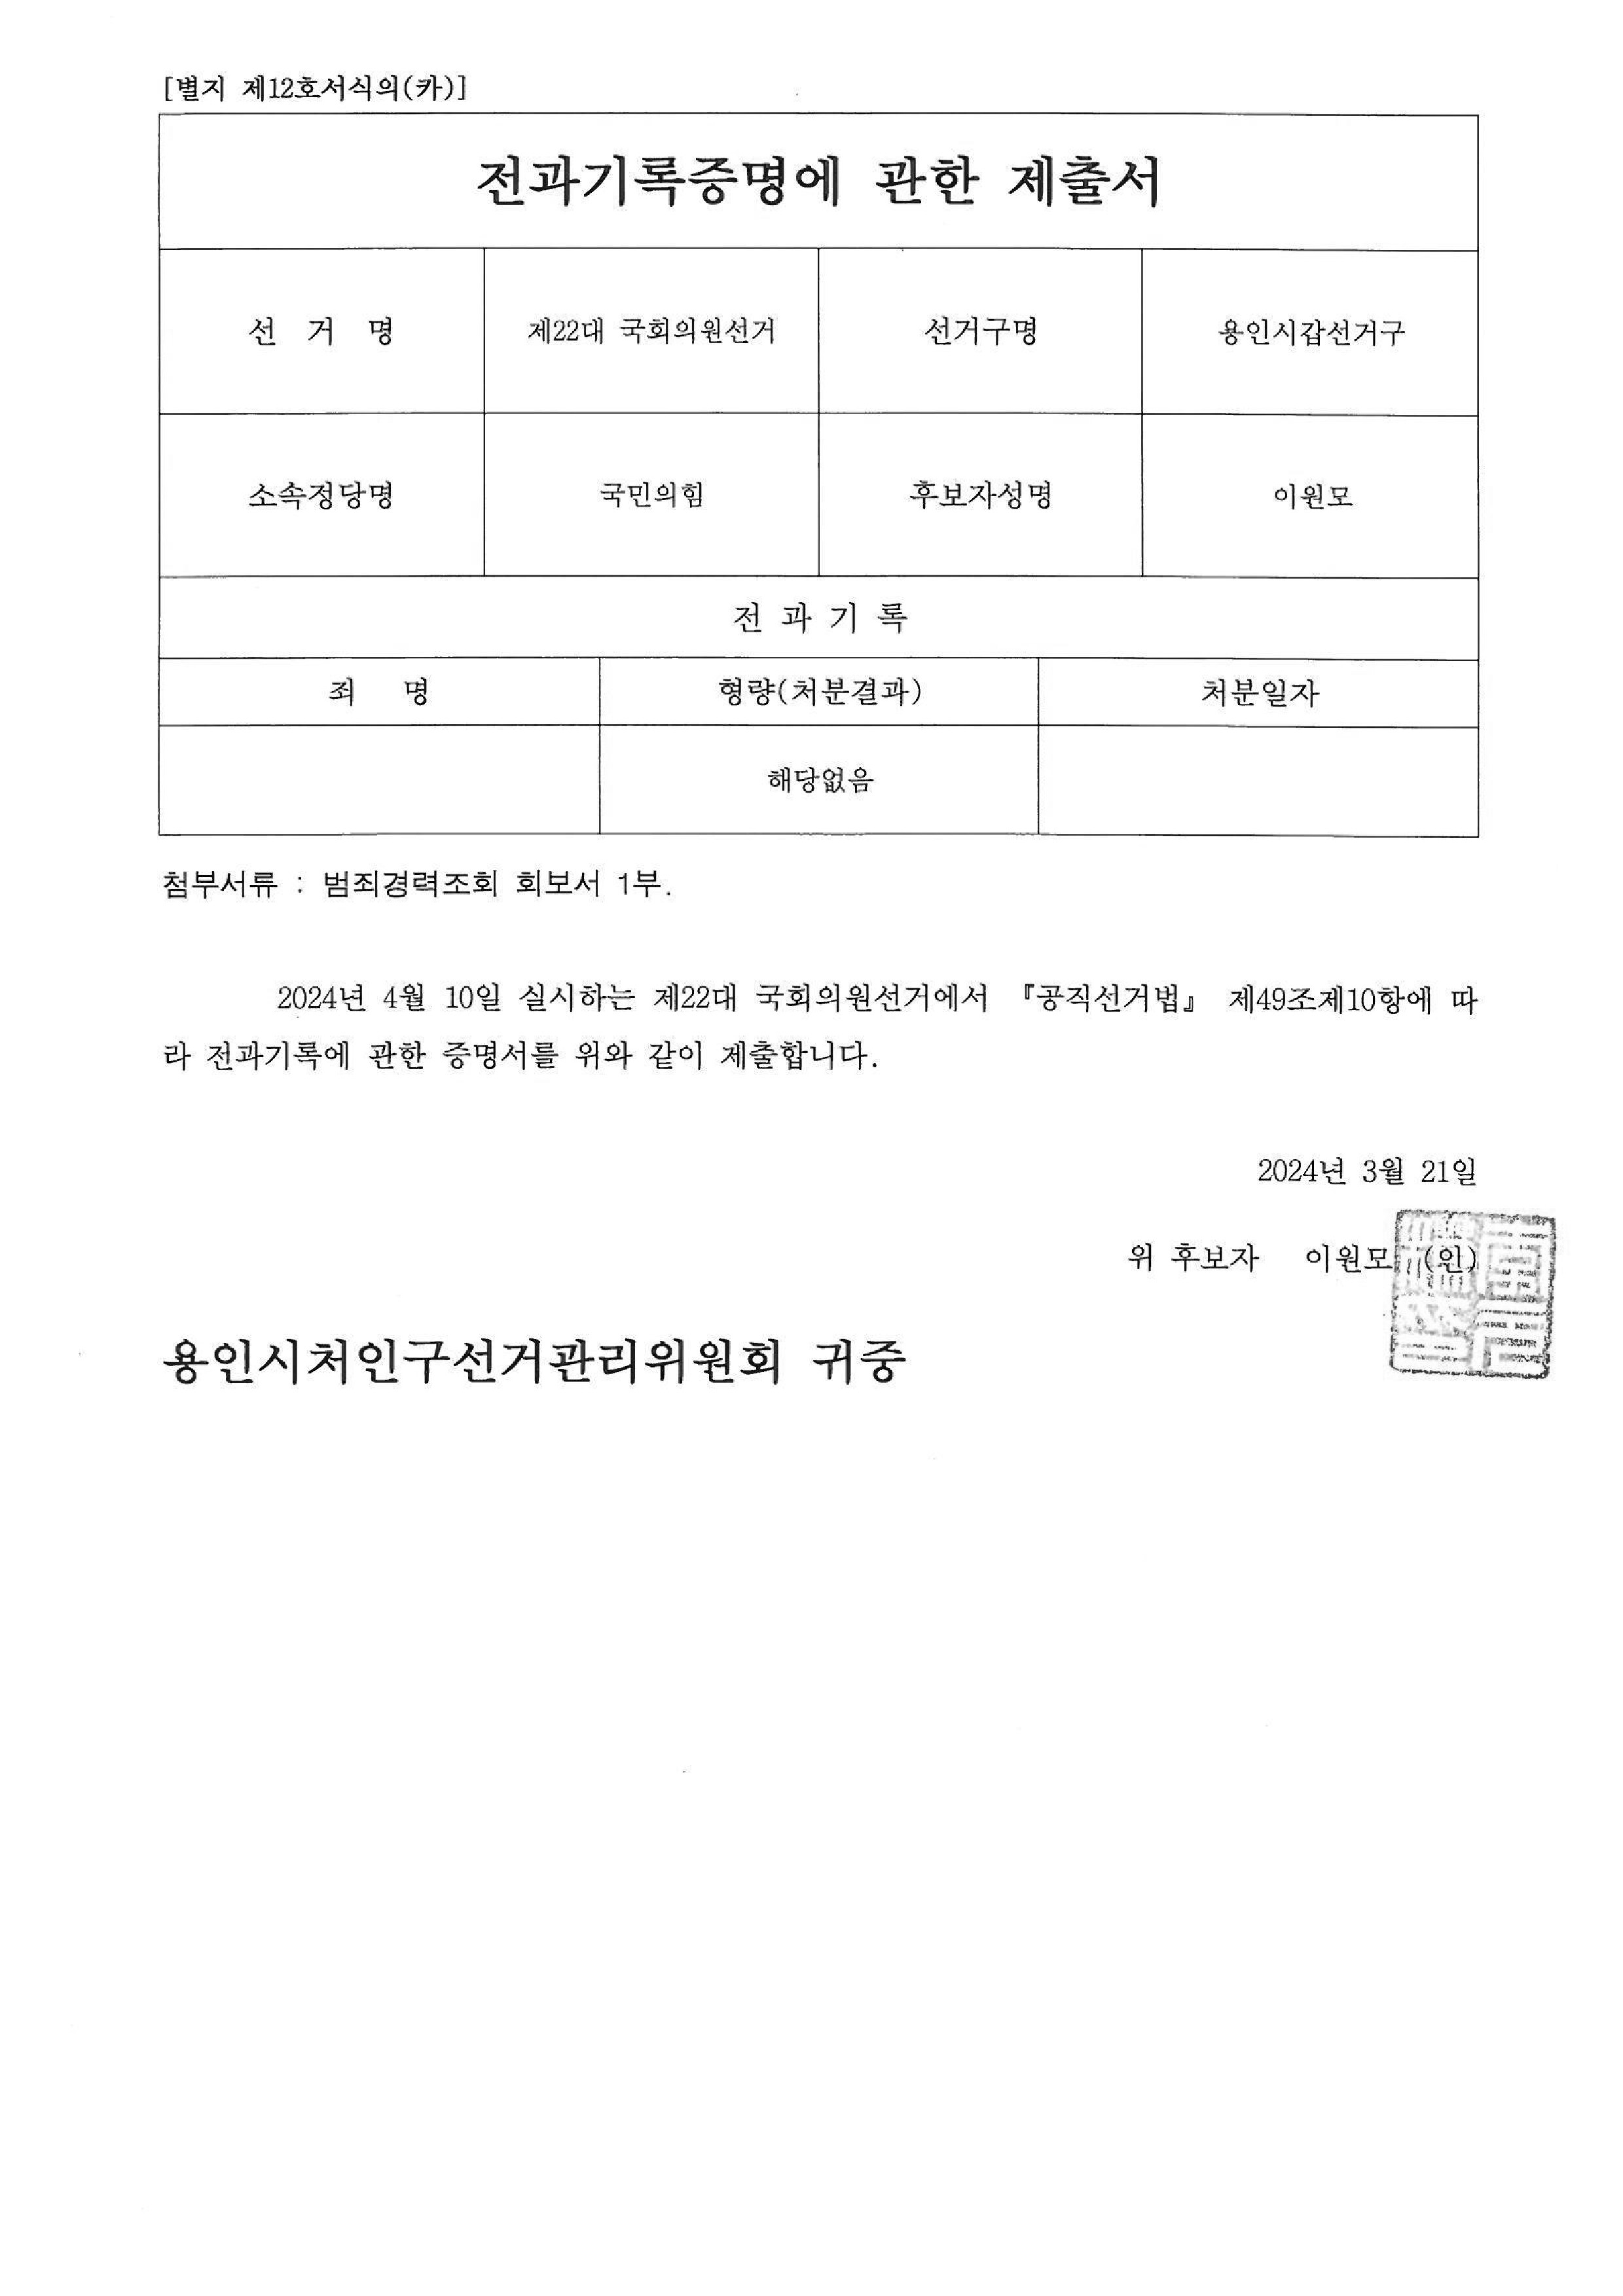 [별지 제12호서식의(카)]
전과기록증명에 관한 제출서
선 거 명 제22대 국회의원선거 선거구명 용인시갑선거구
소속정당명 국민의힘 후보자성명 이원모
전 과 기 록
죄 명 형량(처분결과) 처분일자
해당없음
첨부서류 : 범죄경력조회 회보서 1부.
2024년 4월 10일 실시하는 제22대 국회의원선거에서 『공직선거법』 제49조제10항에 따
라 전과기록에 관한 증명서를 위와 같이 제출합니다.
2024년 3월 21일
위 후보자 이원모 (인)
용인시처인구선거관리위원회 귀중